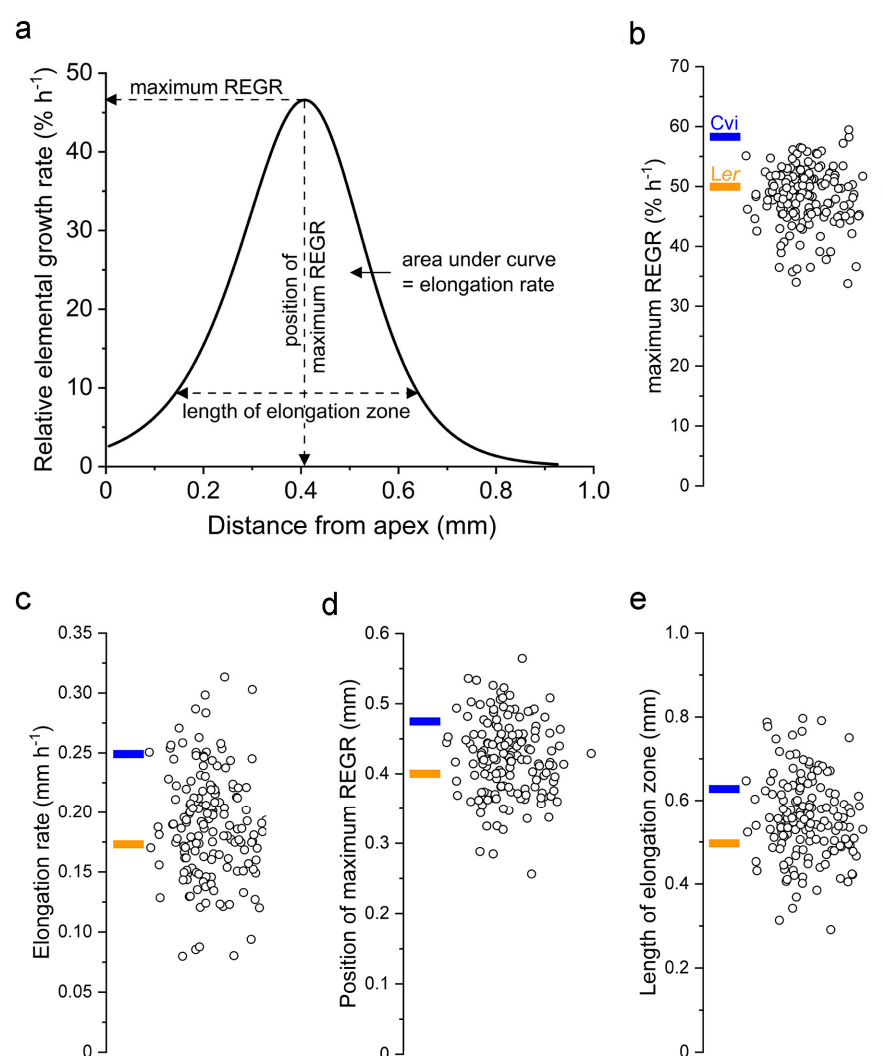 a
Relative elemental growth rate (% h⁻¹)
50
40
30
20
10
0
maximum REGR
position of
maximum REGR
area under curve
= elongation rate
length of elongation zone
0
0.2
0.4
0.6
0.8
1.0
Distance from apex (mm)
b
maximum REGR (% h⁻¹)
70
60
50
40
30
20
10
0
Cvi
Ler
c
Elongation rate (mm h⁻¹)
0.35
0.30
0.25
0.20
0.15
0.10
0.05
0
d
Position of maximum REGR (mm)
0.6
0.5
0.4
0.3
0.2
0.1
0
e
Length of elongation zone (mm)
1.0
0.8
0.6
0.4
0.2
0